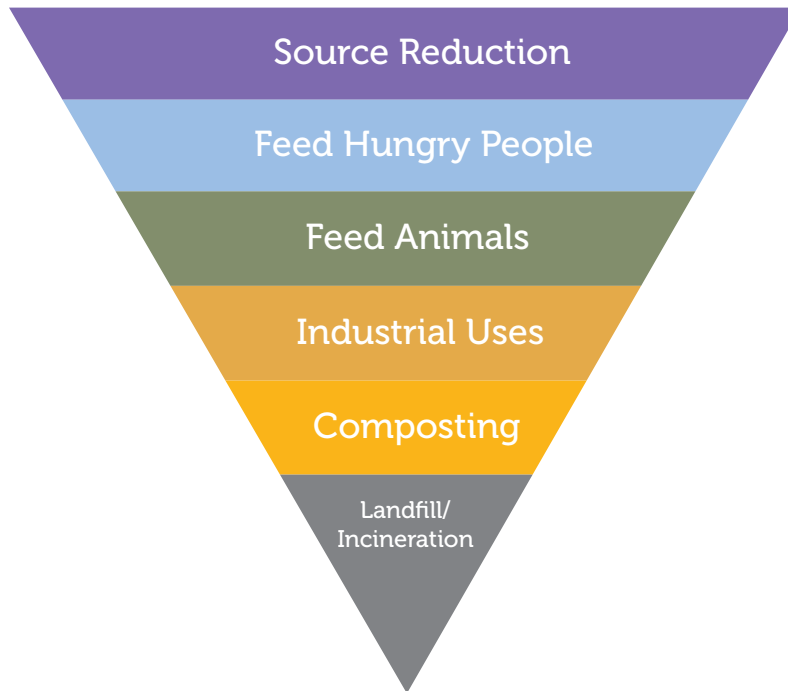 Source Reduction
Feed Hungry People
Feed Animals
Industrial Uses
Composting
Landfill/
Incineration